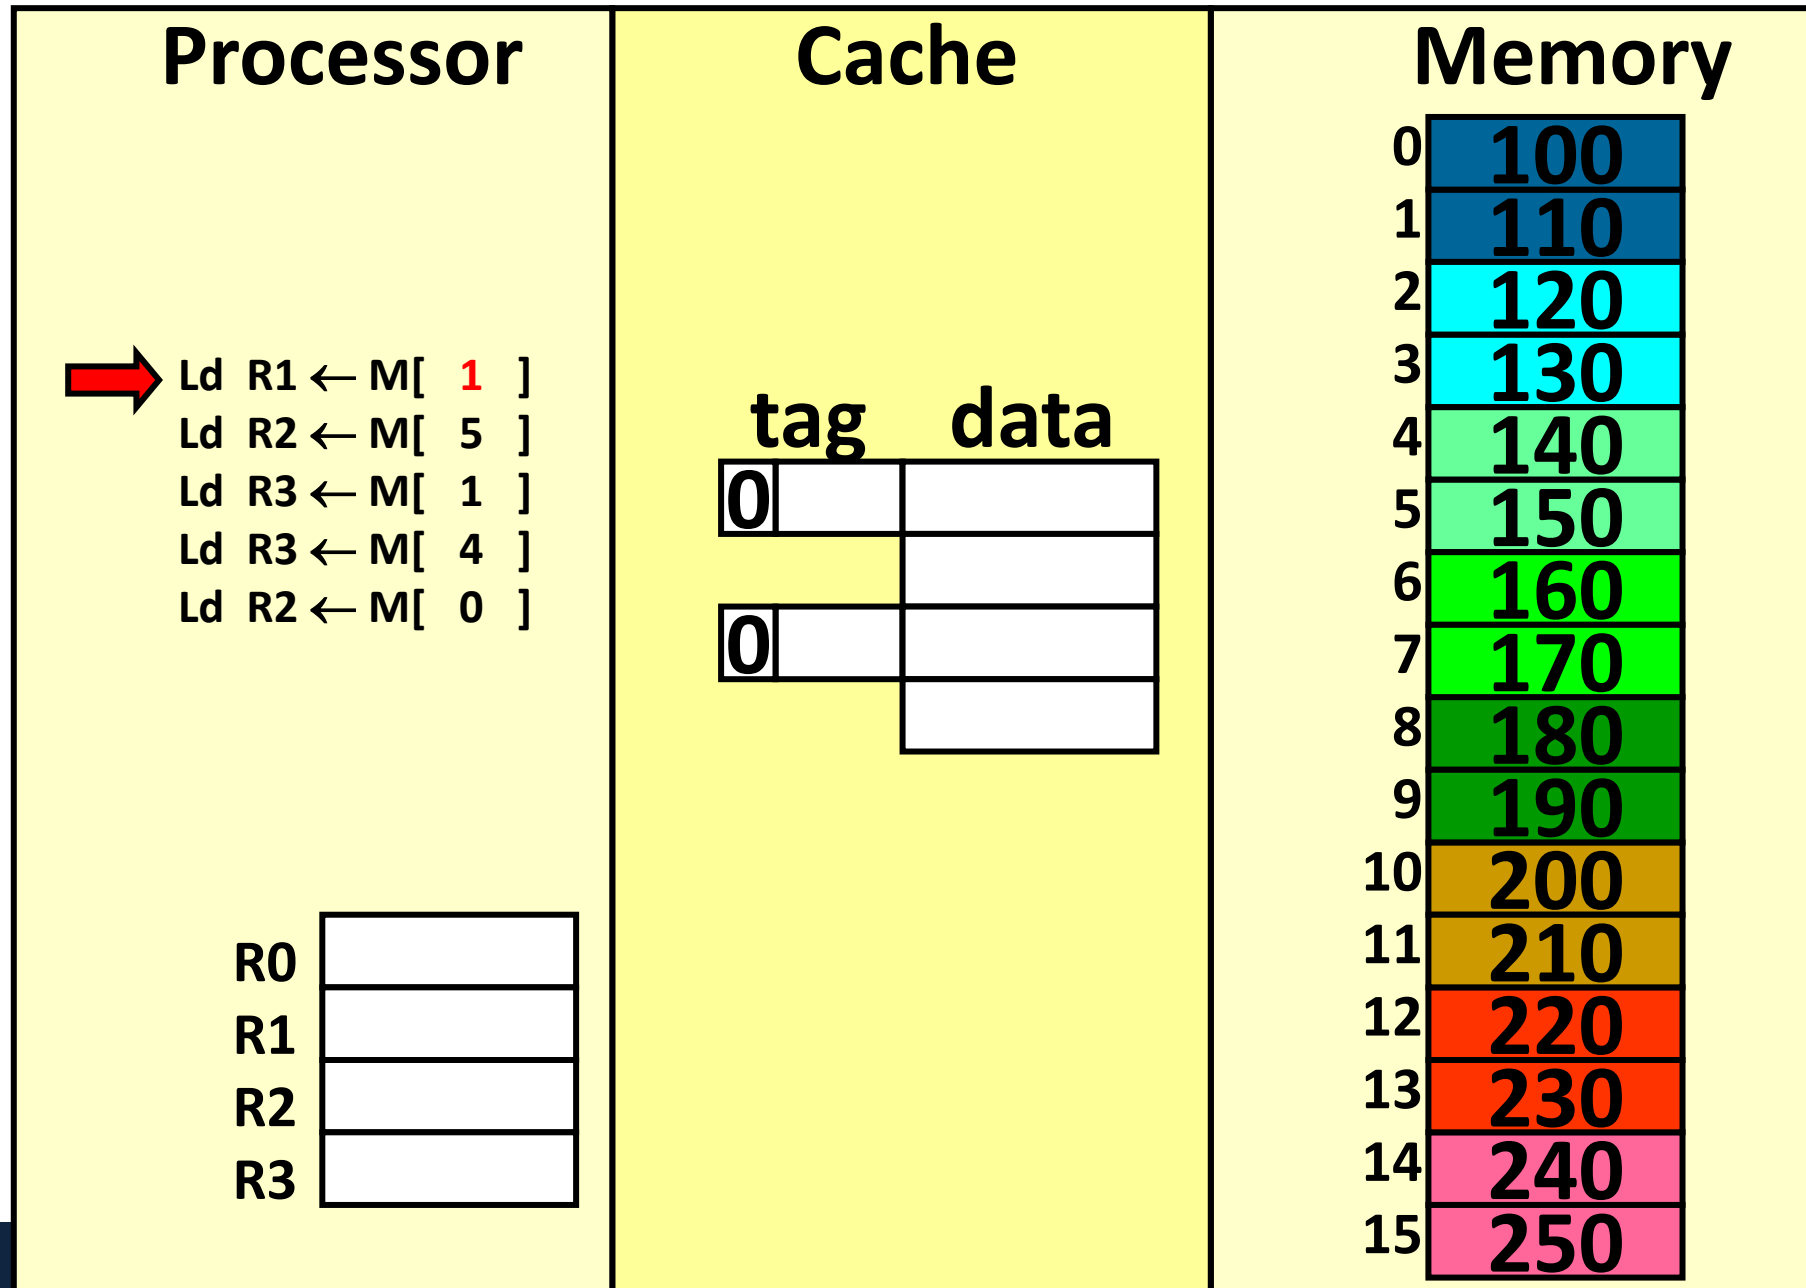 Processor
Ld R1 ← M[ 1 ]
Ld R2 ← M[ 5 ]
Ld R3 ← M[ 1 ]
Ld R3 ← M[ 4 ]
Ld R2 ← M[ 0 ]
R0
R1
R2
R3
Cache
tag data
0
0
Memory
0 100
1 110
2 120
3 130
4 140
5 150
6 160
7 170
8 180
9 190
10 200
11 210
12 220
13 230
14 240
15 250